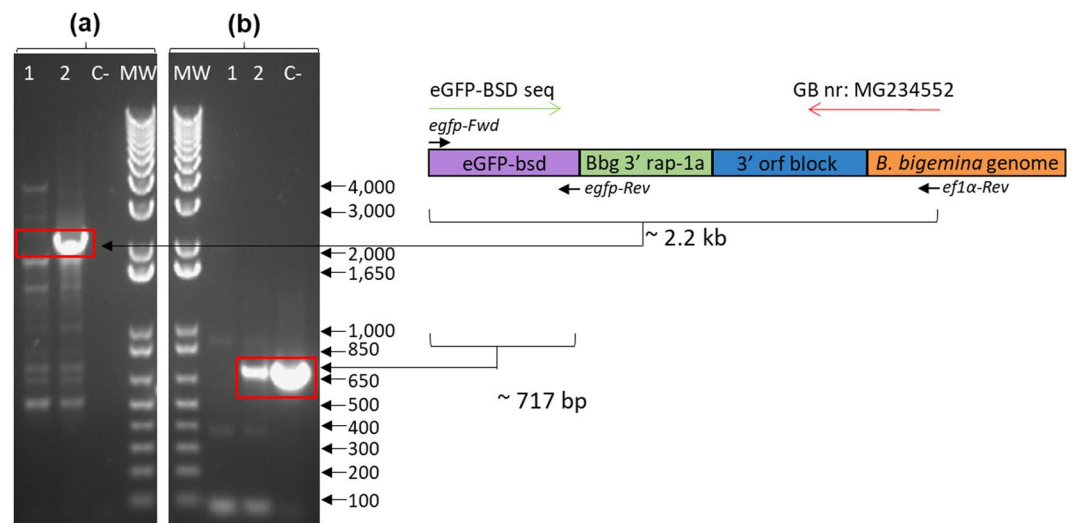 (a)
(b)
1 2 C- MW
MW 1 2 C-
eGFP-BSD seq
GB nr: MG234552
egfp-Fwd
eGFP-bsd
Bbg 3’ rap-1a
3’ orf block
B. bigemina genome
egfp-Rev
ef1α-Rev
~ 2.2 kb
~ 717 bp
4,000
3,000
2,000
1,650
1,000
850
650
500
400
300
200
100